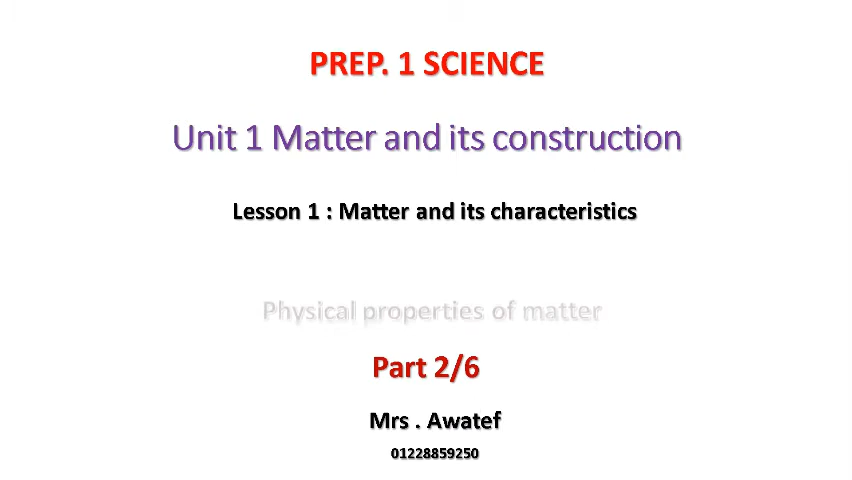 PREP. 1 SCIENCE
Unit 1 Matter and its construction
Lesson 1 : Matter and its characteristics
Physical properties of matter
Part 2/6
Mrs . Awatef
01228859250